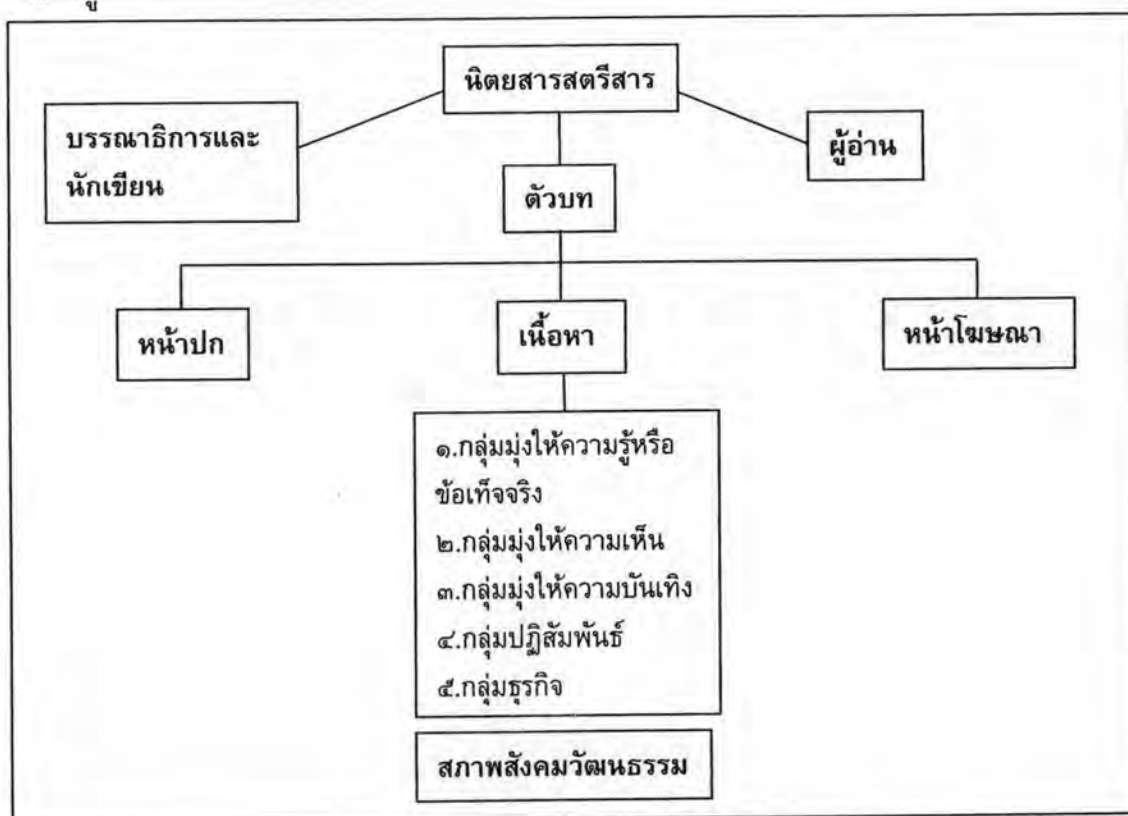 นิตยสารสตรีสาร
บรรณาธิการและ
นักเขียน
ผู้อ่าน
ตัวบท
หน้าปก
เนื้อหา
หน้าโฆษณา
๑.กลุ่มมุ่งให้ความรู้หรือ
ข้อเท็จจริง
๒.กลุ่มมุ่งให้ความเห็น
๓.กลุ่มมุ่งให้ความบันเทิง
๔.กลุ่มปฏิสัมพันธ์
๕.กลุ่มธุรกิจ
สภาพสังคมวัฒนธรรม